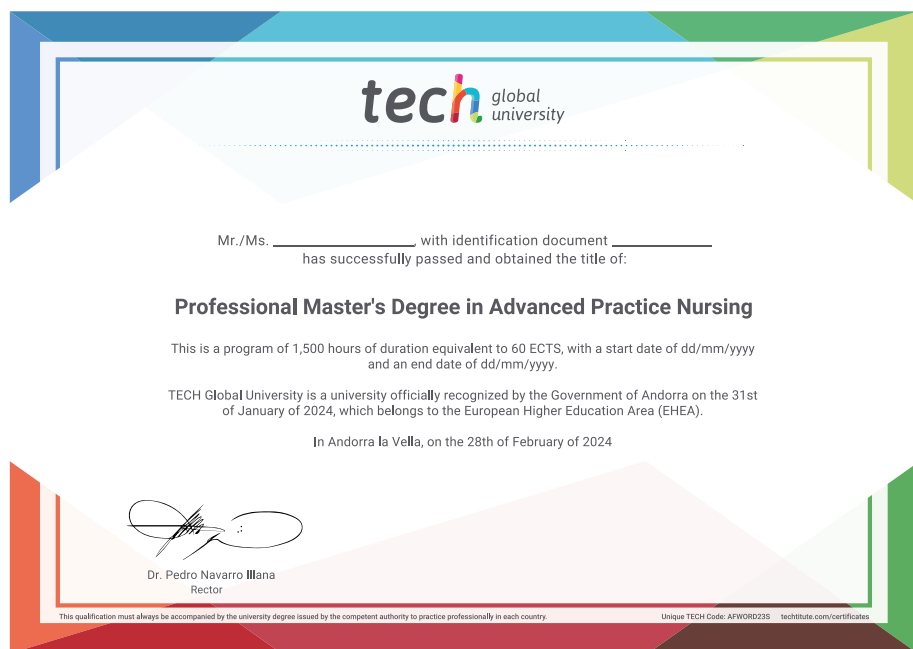 tech global
university
Mr./Ms. ____________, with identification document ____________
has successfully passed and obtained the title of:
Professional Master's Degree in Advanced Practice Nursing
This is a program of 1,500 hours of duration equivalent to 60 ECTS, with a start date of dd/mm/yyyy
and an end date of dd/mm/yyyy.
TECH Global University is a university officially recognized by the Government of Andorra on the 31st
of January of 2024, which belongs to the European Higher Education Area (EHEA).
In Andorra la Vella, on the 28th of February of 2024
Dr. Pedro Navarro Illana
Rector
This qualification must always be accompanied by the university degree issued by the competent authority to practice professionally in each country.
Unique TECH Code: AFWORD23S techtitute.com/certificates